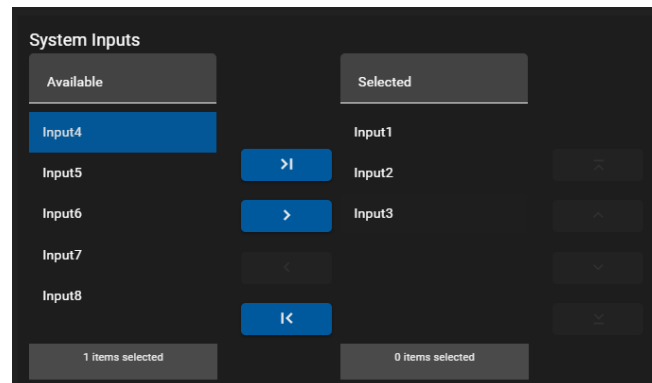 System Inputs
Available
Selected
Input4
Input1
Input5
Input2
Input6
Input3
Input7
Input8
1 items selected
0 items selected